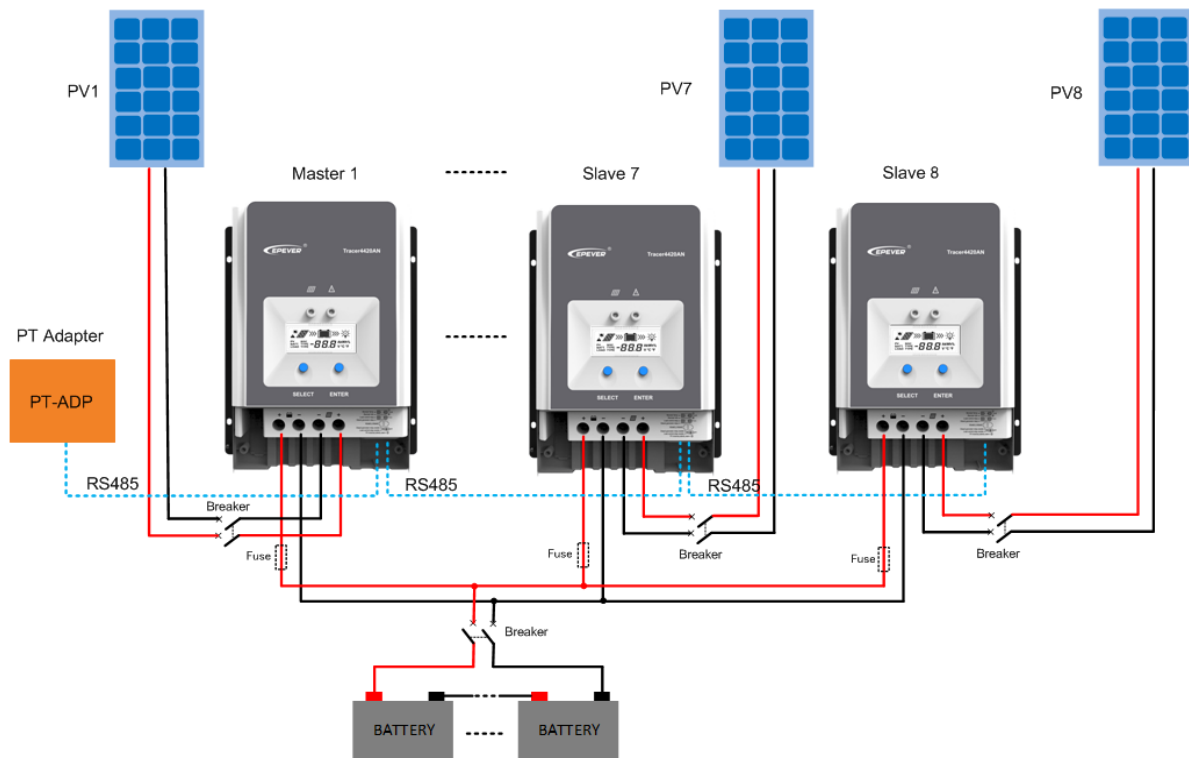 PV1
PV7
PV8
Master 1
Slave 7
Slave 8
EPEVER
Tracer4420AN
EPEVER
Tracer4420AN
EPEVER
Tracer4420AN
PT Adapter
PT-ADP
SELECT ENTER
SELECT ENTER
SELECT ENTER
RS485
RS485
RS485
Breaker
Fuse
Fuse
Breaker
Fuse
Breaker
Breaker
BATTERY
BATTERY